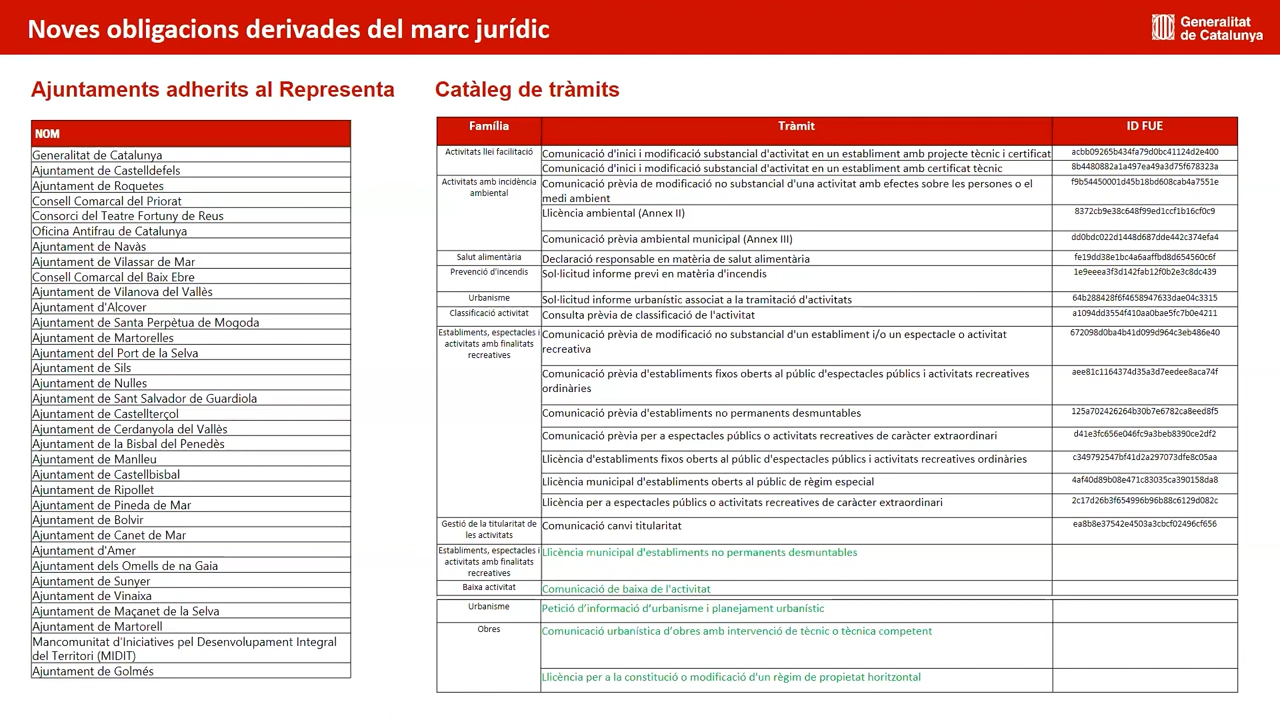 Noves obligacions derivades del marc jurídic
Generalitat
de Catalunya
Ajuntaments adherits al Representa
NOM
Generalitat de Catalunya
Ajuntament de Castelldefels
Ajuntament de Roquetes
Consell Comarcal del Priorat
Consorci del Teatre Fortuny de Reus
Oficina Antifrau de Catalunya
Ajuntament de Navàs
Ajuntament de Vilassar de Mar
Consell Comarcal del Baix Ebre
Ajuntament de Vilanova del Vallès
Ajuntament d'Alcover
Ajuntament de Santa Perpètua de Mogoda
Ajuntament de Martorelles
Ajuntament del Port de la Selva
Ajuntament de Sils
Ajuntament de Nulles
Ajuntament de Sant Salvador de Guardiola
Ajuntament de Castellterçol
Ajuntament de Cerdanyola del Vallès
Ajuntament de la Bisbal del Penedès
Ajuntament de Manlleu
Ajuntament de Castellbisbal
Ajuntament de Ripollet
Ajuntament de Pineda de Mar
Ajuntament de Bolvir
Ajuntament de Canet de Mar
Ajuntament d'Amer
Ajuntament dels Omells de na Gaia
Ajuntament de Sunyer
Ajuntament de Vinaixa
Ajuntament de Maçanet de la Selva
Ajuntament de Martorell
Mancomunitat d'Iniciatives pel Desenvolupament Integral
del Territori (MIDIT)
Ajuntament de Golmés
Catàleg de tràmits
Família Tràmit ID FUE
Activitats llei facilitació Comunicació d'inici i modificació substancial d'activitat en un establiment amb projecte tècnic i certificat acbb09265b434fa79d0bc41124d2e400
Comunicació d'inici i modificació substancial d'activitat en un establiment amb certificat tècnic 8b4480882a1a497ea49a3d75f678323a
Activitats amb incidència
ambiental
Comunicació prèvia de modificació no substancial d'una activitat amb efectes sobre les persones o el
medi ambient
f9b54450001d45b18bd608cab4a7551e
Llicència ambiental (Annex II) 8372cb9e38c648f99ed1ccf1b16cf0c9
Comunicació prèvia ambiental municipal (Annex III) dd0bdc022d1448d687dde442c374efa4
Salut alimentària Declaració responsable en matèria de salut alimentària fe19dd38e1bc4a6aaffbd8d654560c6f
Prevenció d'incendis Sol·licitud informe previ en matèria d'incendis 1e9eeea3f3d142fab12f0b2e3c8dc439
Urbanisme Sol·licitud informe urbanístic associat a la tramitació d'activitats 64b288428f6f4658947633dae04c3315
Classificació activitat Consulta prèvia de classificació de l'activitat a1094dd3554f410aa0bae5fc7b0e4211
Establiments, espectacles i
activitats amb finalitats
recreatives
Comunicació prèvia de modificació no substancial d'un establiment i/o un espectacle o activitat
recreativa
672098d0ba4b41d099d964c3eb486e40
Comunicació prèvia d'establiments fixos oberts al públic d'espectacles públics i activitats recreatives
ordinàries
aee81c1164374d35a3d7eedee8aca74f
Comunicació prèvia d'establiments no permanents desmuntables 125a702426264b30b7e6782ca8eed8f5
Comunicació prèvia per a espectacles públics o activitats recreatives de caràcter extraordinari d41e3fc656e046fc9a3beb8390ce2df2
Llicència d'establiments fixos oberts al públic d'espectacles públics i activitats recreatives ordinàries c349792547bf41d2a297073dfe8c05aa
Llicència municipal d'establiments oberts al públic de règim especial 4af40d89b08e471c83035ca390158da8
Llicència per a espectacles públics o activitats recreatives de caràcter extraordinari 2c17d26b3f654996b96b88c6129d082c
Gestió de la titularitat de
les activitats
Comunicació canvi titularitat ea8b8e37542e4503a3cbcf02496cf656
Establiments, espectacles i
activitats amb finalitats
recreatives
Llicència municipal d'establiments no permanents desmuntables
Baixa activitat Comunicació de baixa de l'activitat
Urbanisme Petició d’informació d’urbanisme i planejament urbanístic
Obres Comunicació urbanística d’obres amb intervenció de tècnic o tècnica competent
Llicència per a la constitució o modificació d'un règim de propietat horitzontal